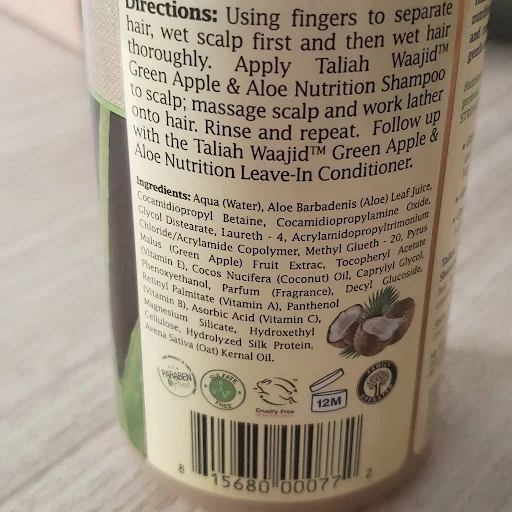 Directions: Using fingers to separate
hair, wet scalp first and then wet hair
thoroughly. Apply Taliah Waajid™
Green Apple & Aloe Nutrition Shampoo
to scalp; massage scalp and work lather
onto hair. Rinse and repeat. Follow up
with the Taliah Waajid™ Green Apple &
Aloe Nutrition Leave-In Conditioner.
Ingredients: Aqua (Water), Aloe Barbadenis (Aloe) Leaf Juice,
Cocamidiopropyl Betaine, Cocamidiopropylamine Oxide,
Glycol Distearate, Laureth - 4, Acrylamidopropyltrimonium
Chloride/Acrylamide Copolymer, Methyl Glueth - 20, Pyrus
Malus (Green Apple) Fruit Extrac, Tocopheryl Acetate
(Vitamin E), Cocos Nucifera (Coconut) Oil, Caprylyl Glycol,
Phenoxyethanol, Parfum (Fragrance), Decyl Glucoside,
Retinyl Palmitate (Vitamin A), Panthenol
(Vitamin B), Asorbic Acid (Vitamin C),
Magnesium Silicate, Hydroxethyl
Cellulose, Hydrolyzed Silk Protein,
Avena Sativa (Oat) Kernal Oil.
PARABEN
Free
SULFATE
FREE
Cruelty Free
12M
8 15680 00077 2